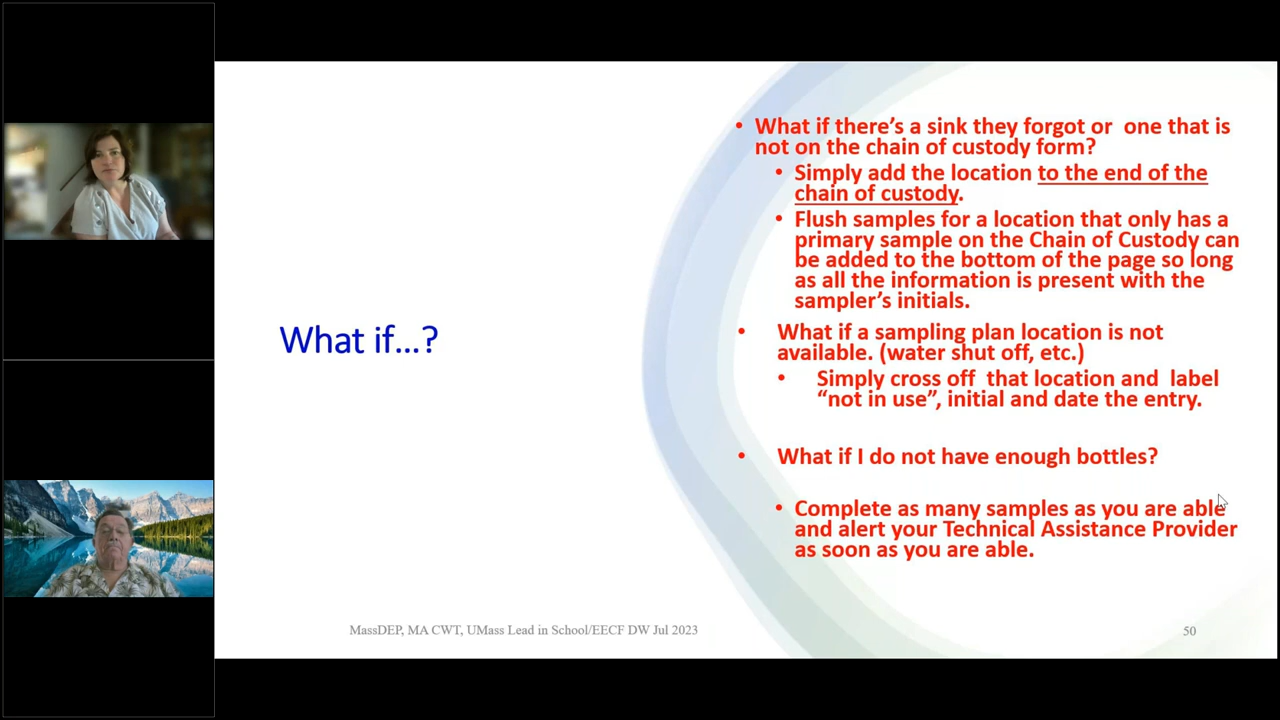 What if...?
• What if there's a sink they forgot or one that is
not on the chain of custody form?
• Simply add the location to the end of the
chain of custody.
• Flush samples for a location that only has a
primary sample on the Chain of Custody can
be added to the bottom of the page so long
as all the information is present with the
sampler's initials.
• What if a sampling plan location is not
available. (water shut off, etc.)
• Simply cross off that location and label
“not in use”, initial and date the entry.
• What if I do not have enough bottles?
• Complete as many samples as you are able
and alert your Technical Assistance Provider
as soon as you are able.
MassDEP, MA CWT, UMass Lead in School/EECF DW Jul 2023
50